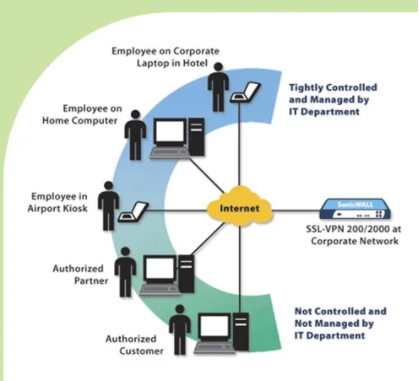 Employee on Corporate
Laptop in Hotel
Tightly Controlled
and Managed by
IT Department
Employee on
Home Computer
Employee in
Airport Kiosk
Internet
SonicWALL
SSL-VPN 200/2000 at
Corporate Network
Authorized
Partner
Not Controlled and
Not Managed by
IT Department
Authorized
Customer